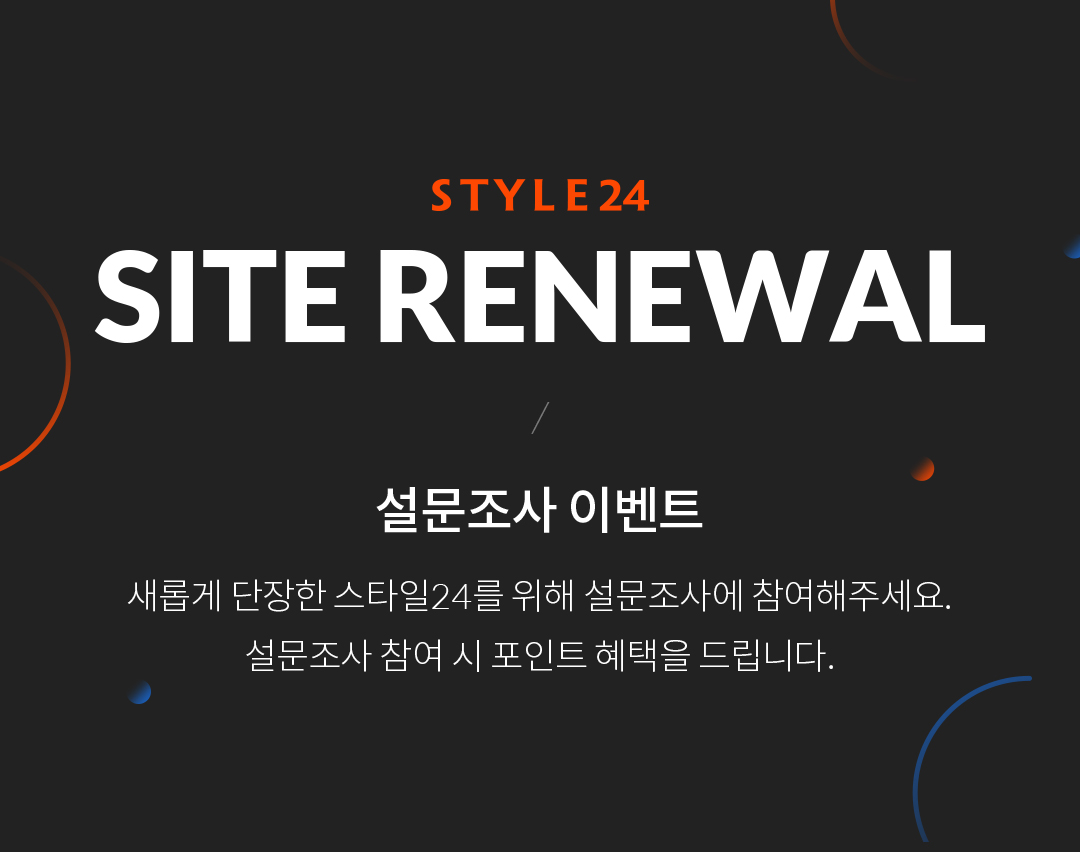 STYLE24
SITE RENEWAL
/
설문조사 이벤트
새롭게 단장한 스타일24를 위해 설문조사에 참여해주세요.
설문조사 참여 시 포인트 혜택을 드립니다.